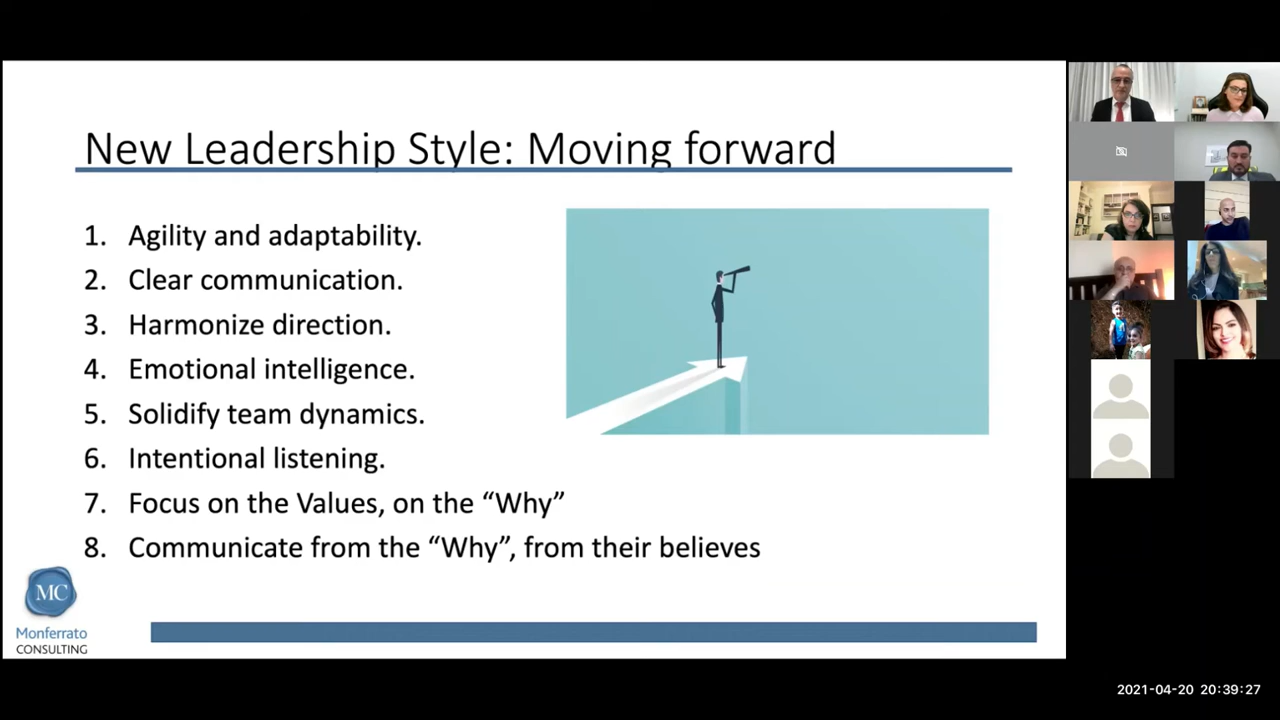 New Leadership Style: Moving forward
1. Agility and adaptability.
2. Clear communication.
3. Harmonize direction.
4. Emotional intelligence.
5. Solidify team dynamics.
6. Intentional listening.
7. Focus on the Values, on the “Why”
8. Communicate from the “Why”, from their believes
MC
Monferrato
CONSULTING
2021-04-20 20:39:27